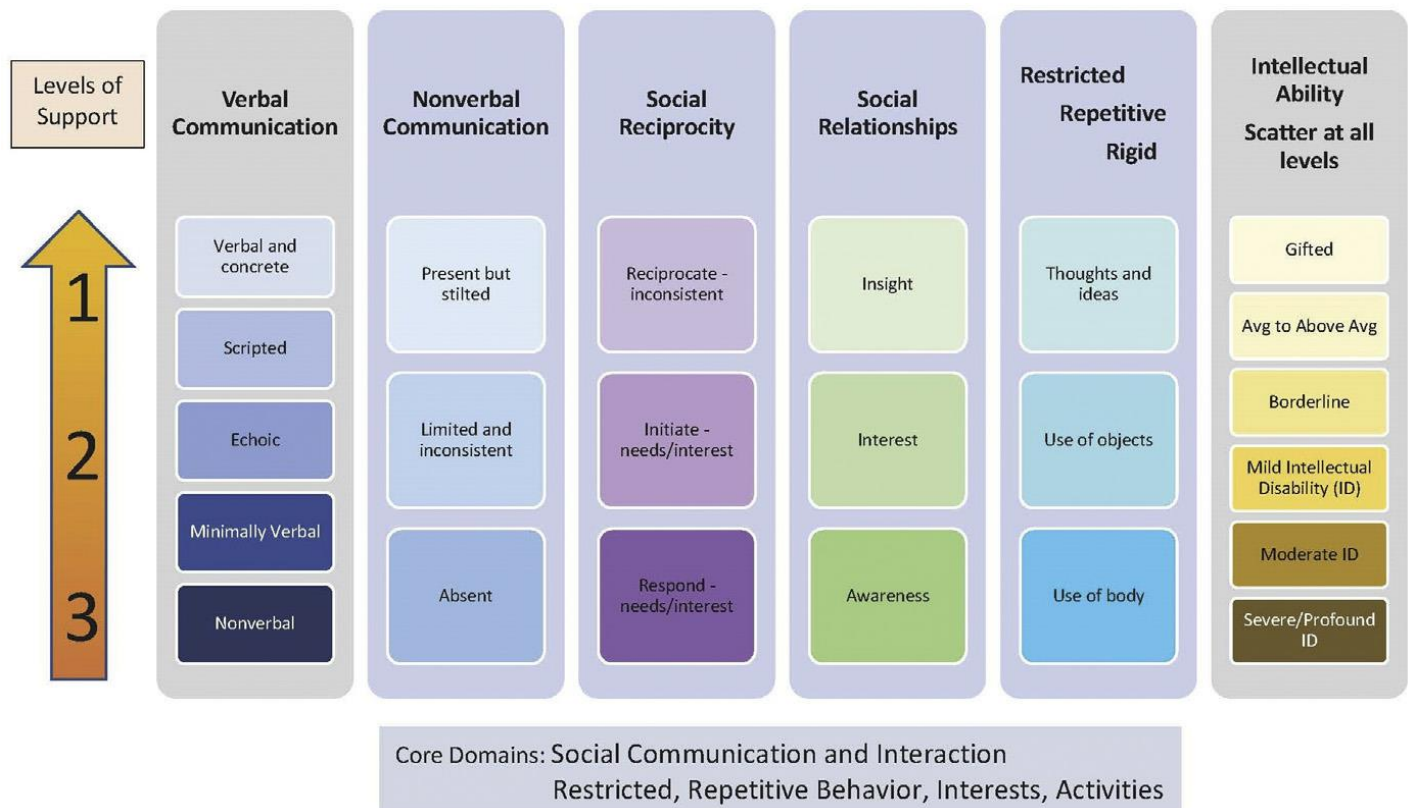 Levels of
Support
1
2
3
Verbal
Communication
Verbal and
concrete
Scripted
Echoic
Minimally Verbal
Nonverbal
Nonverbal
Communication
Present but
stilted
Limited and
inconsistent
Absent
Social
Reciprocity
Reciprocate -
inconsistent
Initiate -
needs/interest
Respond -
needs/interest
Social
Relationships
Insight
Interest
Awareness
Restricted
Repetitive
Rigid
Thoughts and
ideas
Use of objects
Use of body
Intellectual
Ability
Scatter at all
levels
Gifted
Avg to Above Avg
Borderline
Mild Intellectual
Disability (ID)
Moderate ID
Severe/Profound
ID
Core Domains: Social Communication and Interaction
Restricted, Repetitive Behavior, Interests, Activities